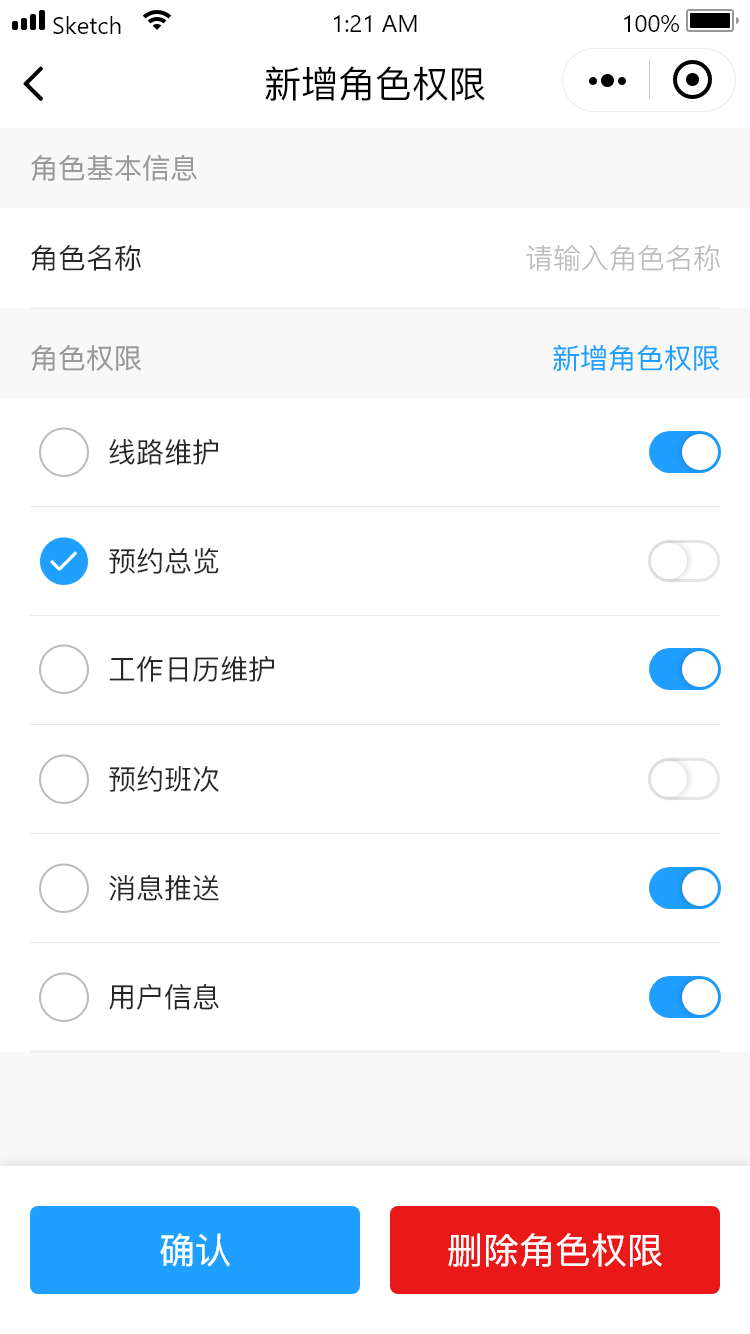 Sketch 1:21 AM 100%
新增角色权限
角色基本信息
角色名称 请输入角色名称
角色权限 新增角色权限
线路维护
预约总览
工作日历维护
预约班次
消息推送
用户信息
确认 删除角色权限